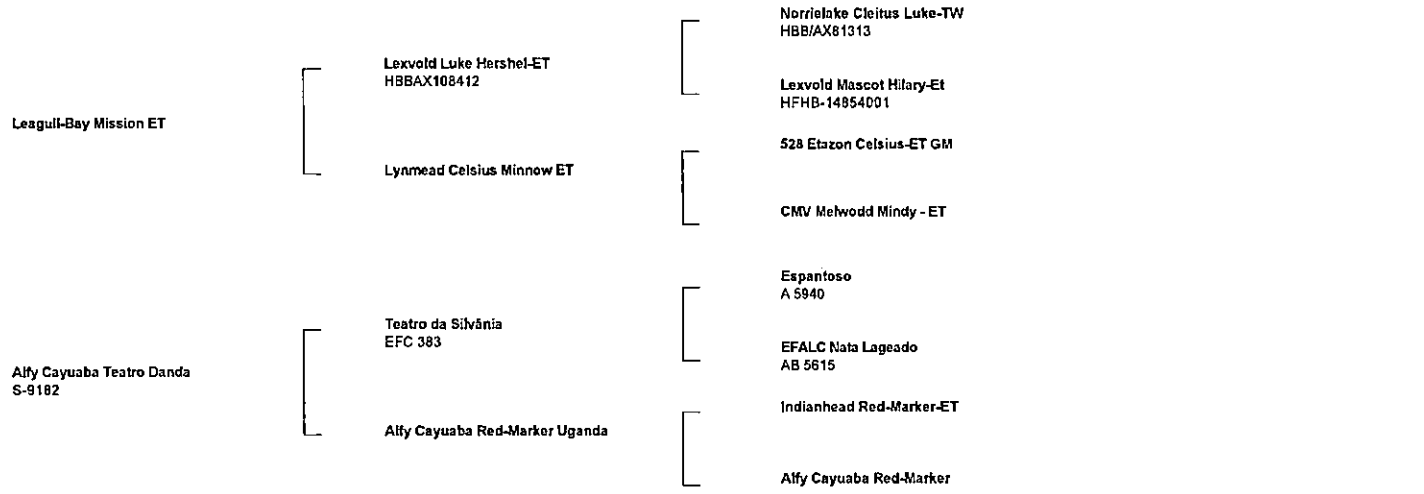 Norrielake Cleitus Luke-TW
HBB/AX81313
Lexvold Luke Hershel-ET
HBBAX108412
Lexvold Mascot Hilary-Et
HFHB-14854001
Leagull-Bay Mission ET
528 Etazon Celsius-ET GM
Lynmead Celsius Minnow ET
CMV Melwodd Mindy - ET
Espantoso
A 5940
Teatro da Silvânia
EFC 383
EFALC Nata Lageado
AB 5615
Alfy Cayuaba Teatro Danda
S-9182
Indianhead Red-Marker-ET
Alfy Cayuaba Red-Marker Uganda
Alfy Cayuaba Red-Marker